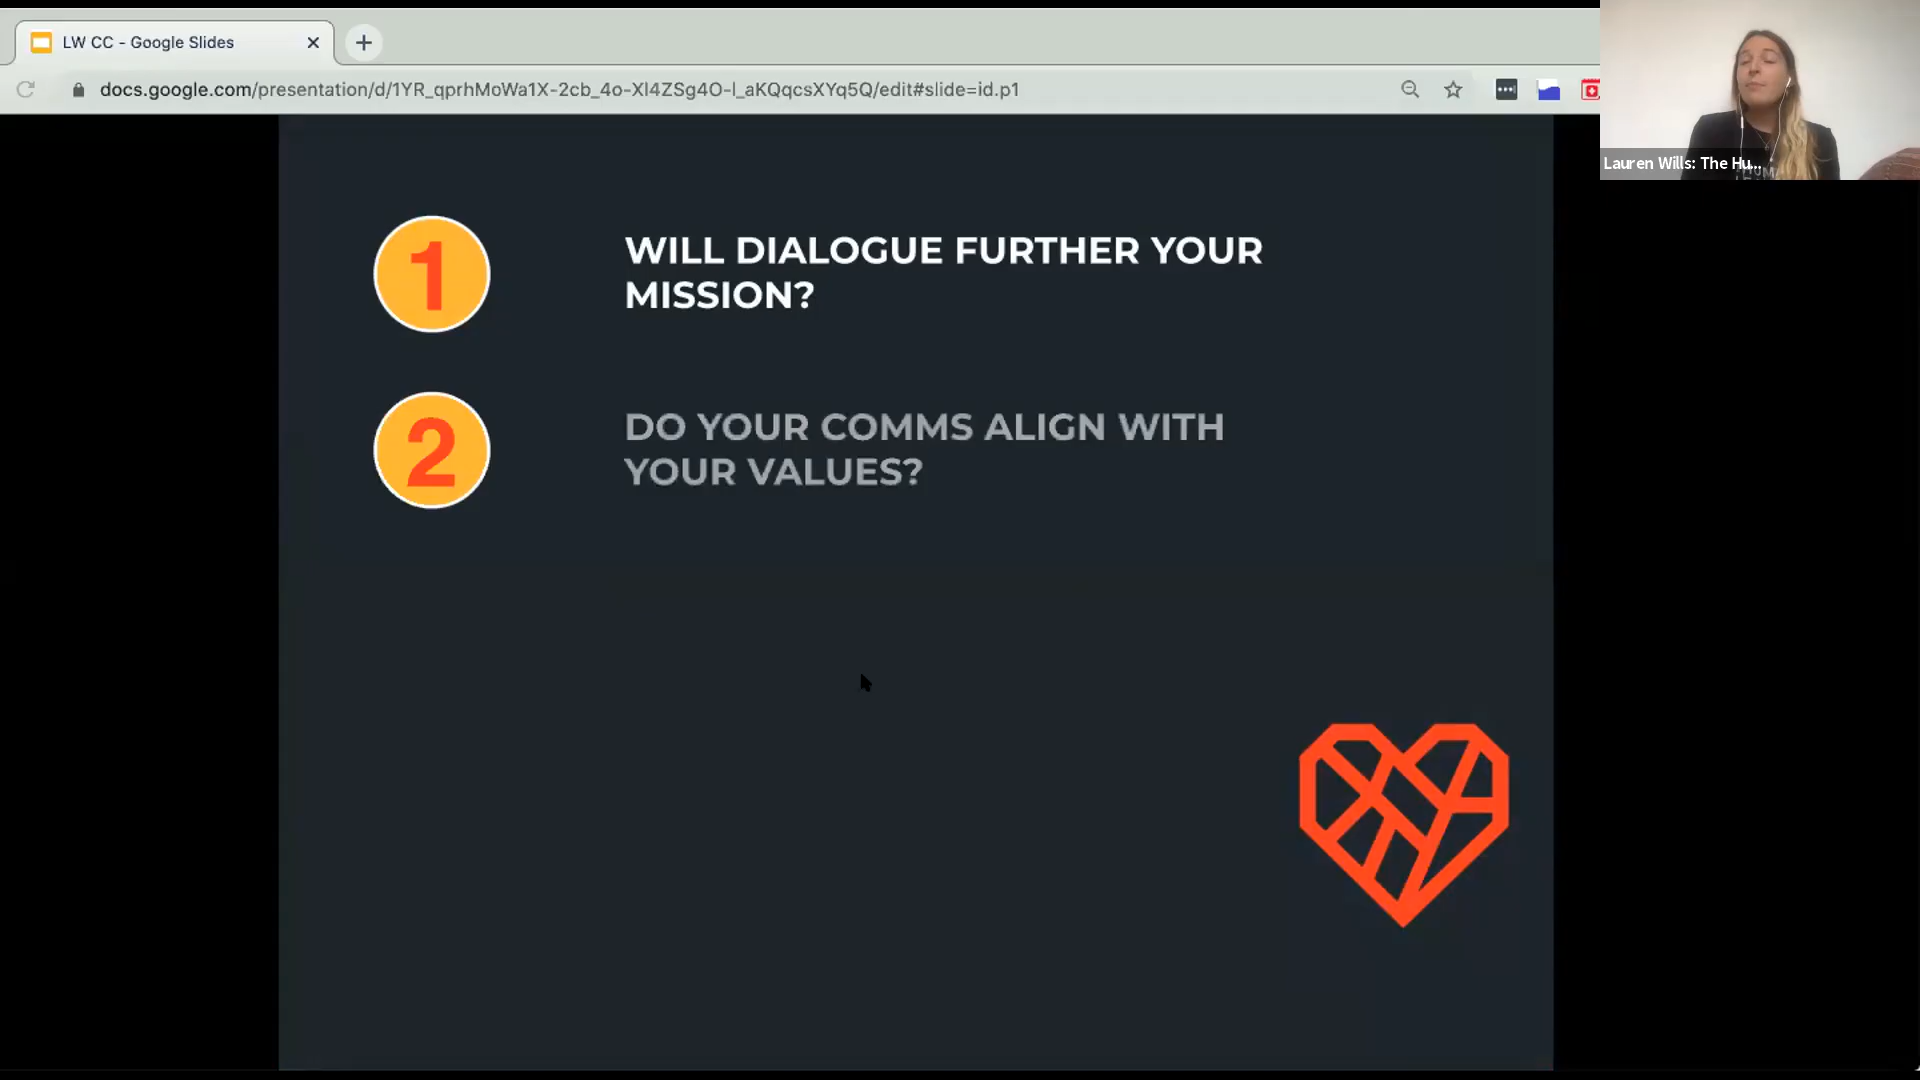 LW CC - Google Slides
docs.google.com/presentation/d/1YR_qprhMoWa1X-2cb_4o-Xl4ZSg4O-l_aKQqcsXYq5Q/edit#slide=id.p1
Lauren Wills: The Hu...
1
WILL DIALOGUE FURTHER YOUR
MISSION?
2
DO YOUR COMMS ALIGN WITH
YOUR VALUES?